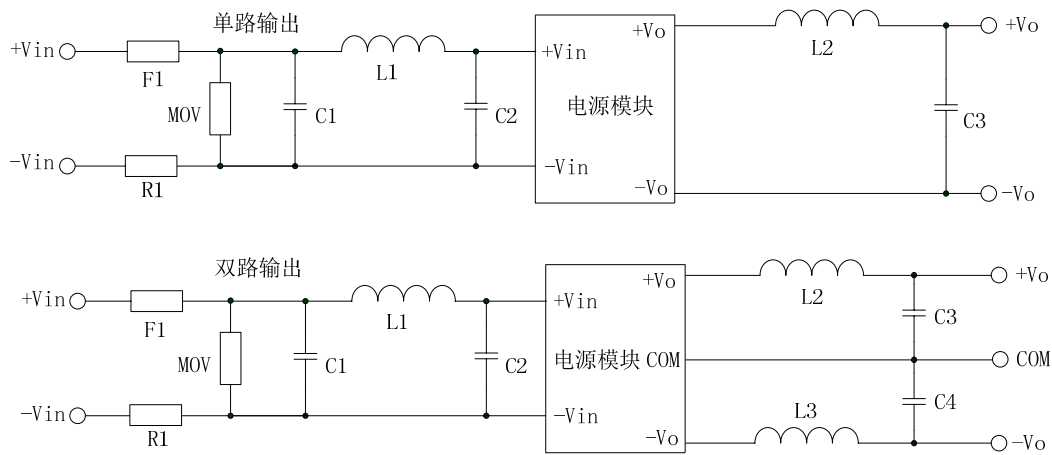 单路输出
+Vin
F1
MOV
C1
L1
C2
+Vin
+Vo
L2
+Vo
电源模块
C3
-Vin
R1
-Vin
-Vo
-Vo
双路输出
+Vin
F1
MOV
C1
L1
C2
+Vin
+Vo
L2
+Vo
C3
电源模块 COM
COM
-Vin
R1
-Vin
-Vo
L3
C4
-Vo